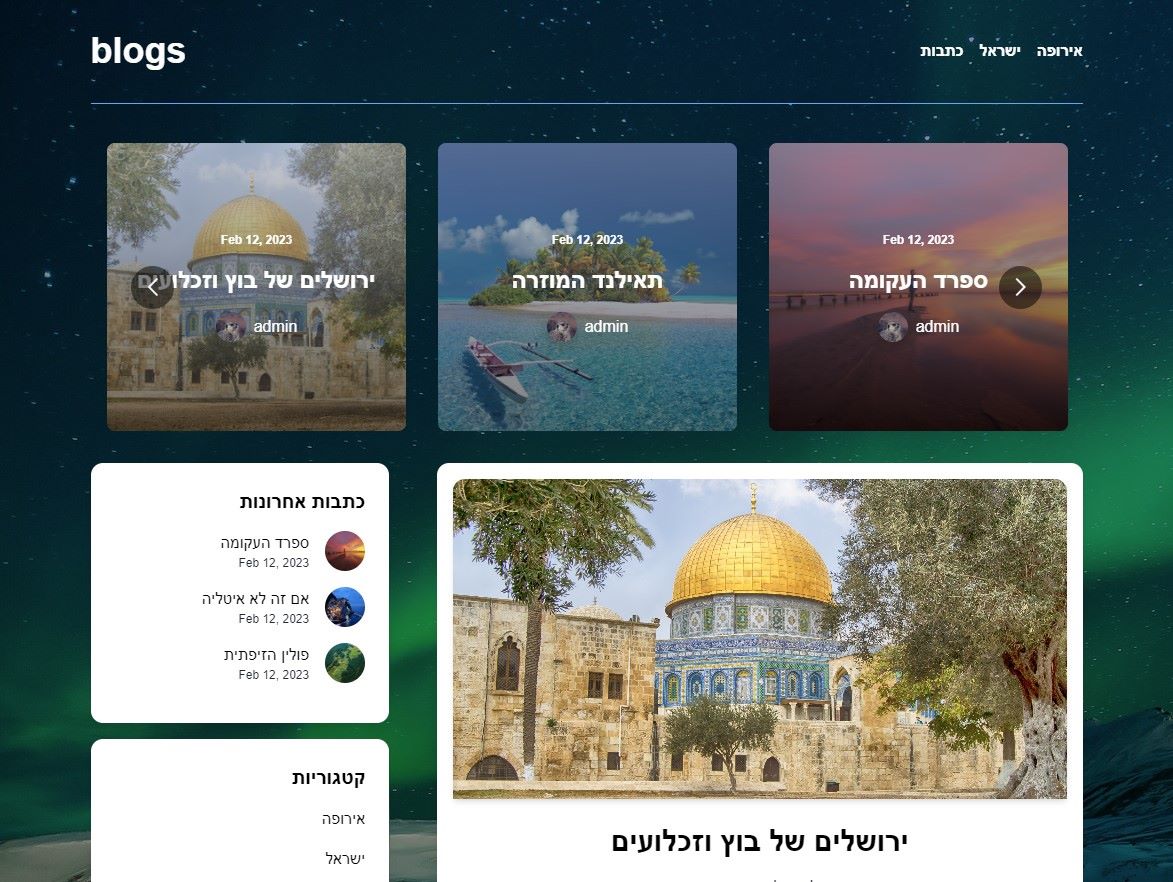 blogs
אירופה ישראל כתבות
Feb 12, 2023
ספרד העקומה
admin
Feb 12, 2023
תאילנד המוזרה
admin
Feb 12, 2023
ירושלים של בוץ וזכלועים
admin
ירושלים של בוץ וזכלועים
כתבות אחרונות
ספרד העקומה
Feb 12, 2023
אם זה לא איטליה
Feb 12, 2023
פולין הזיפתית
Feb 12, 2023
קטגוריות
אירופה
ישראל